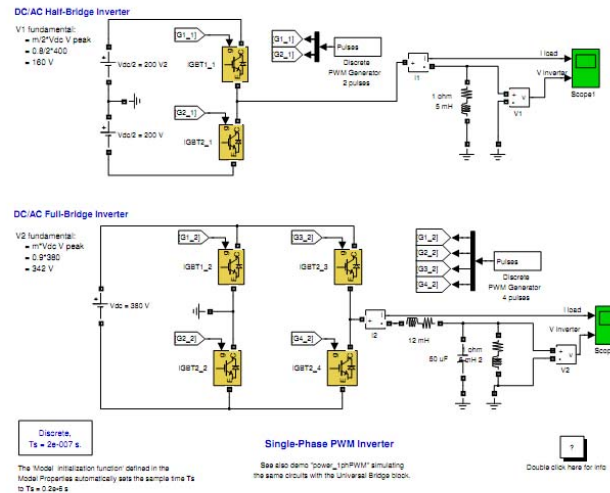 DC/AC Half-Bridge Inverter
V1 fundamental:
= m/2*Vdc V peak
= 0.8/2*400
= 160 V
Vdc/2 = 200 V2
Vdc/2 = 200 V
[G1_1]
IGBT1_1
[G2_1]
IGBT2_1
[G1_1]
[G2_1]
Pulses
Discrete
PWM Generator
2 pulses
I1
1 ohm
5 mH
V1
I load
V inverter
Scope1
DC/AC Full-Bridge Inverter
V2 fundamental:
= m*Vdc V peak
= 0.9*380
= 342 V
Vdc = 380 V
[G1_2]
IGBT1_2
[G2_2]
IGBT2_2
[G3_2]
IGBT2_3
[G4_2]
IGBT2_4
[G1_2]
[G2_2]
[G3_2]
[G4_2]
Pulses
Discrete
PWM Generator
4 pulses
I2
12 mH
50 uF
1 ohm
mH 2
V2
I load
V inverter
Scop
Discrete,
Ts = 2e-007 s.
The 'Model initialization function' defined in the
Model Properties automatically sets the sample time Ts
to Ts = 0.2e-6 s
Single-Phase PWM Inverter
See also demo "power_1phPWM" simulating
the same circuits with the Universal Bridge block.
?
Double click here for info